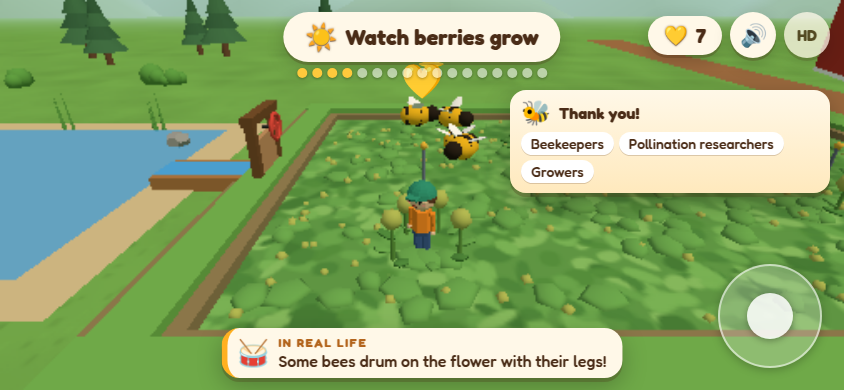 Watch berries grow
7
HD
Thank you!
Beekeepers
Pollination researchers
Growers
IN REAL LIFE
Some bees drum on the flower with their legs!